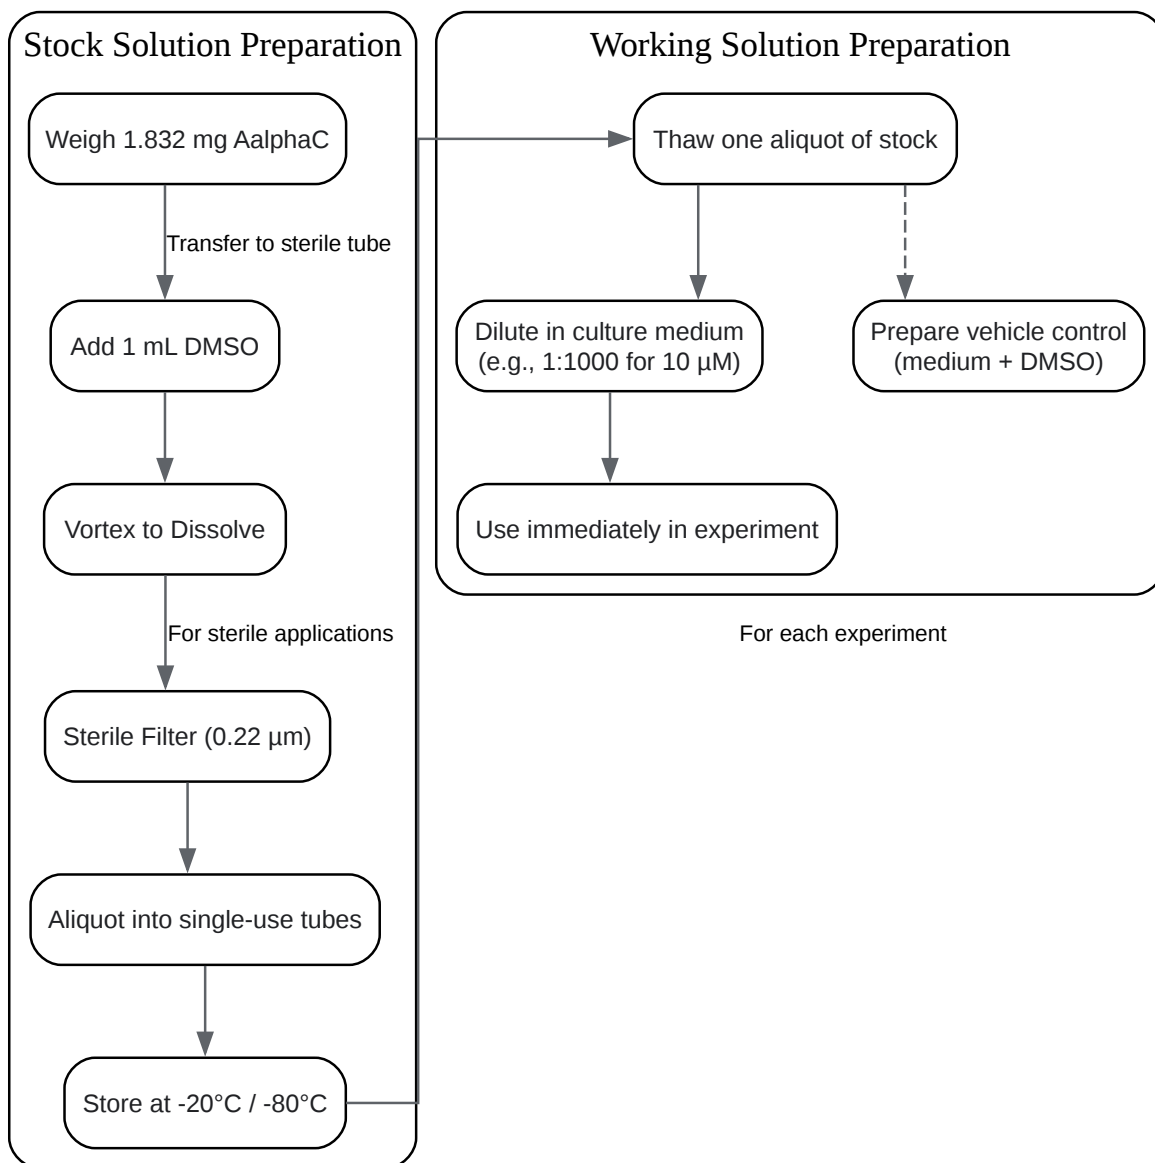 Stock Solution Preparation
Weigh 1.832 mg AalphaC
Transfer to sterile tube
Add 1 mL DMSO
Vortex to Dissolve
For sterile applications
Sterile Filter (0.22 µm)
Aliquot into single-use tubes
Store at -20°C / -80°C
Working Solution Preparation
Thaw one aliquot of stock
Dilute in culture medium
(e.g., 1:1000 for 10 µM)
Prepare vehicle control
(medium + DMSO)
Use immediately in experiment
For each experiment